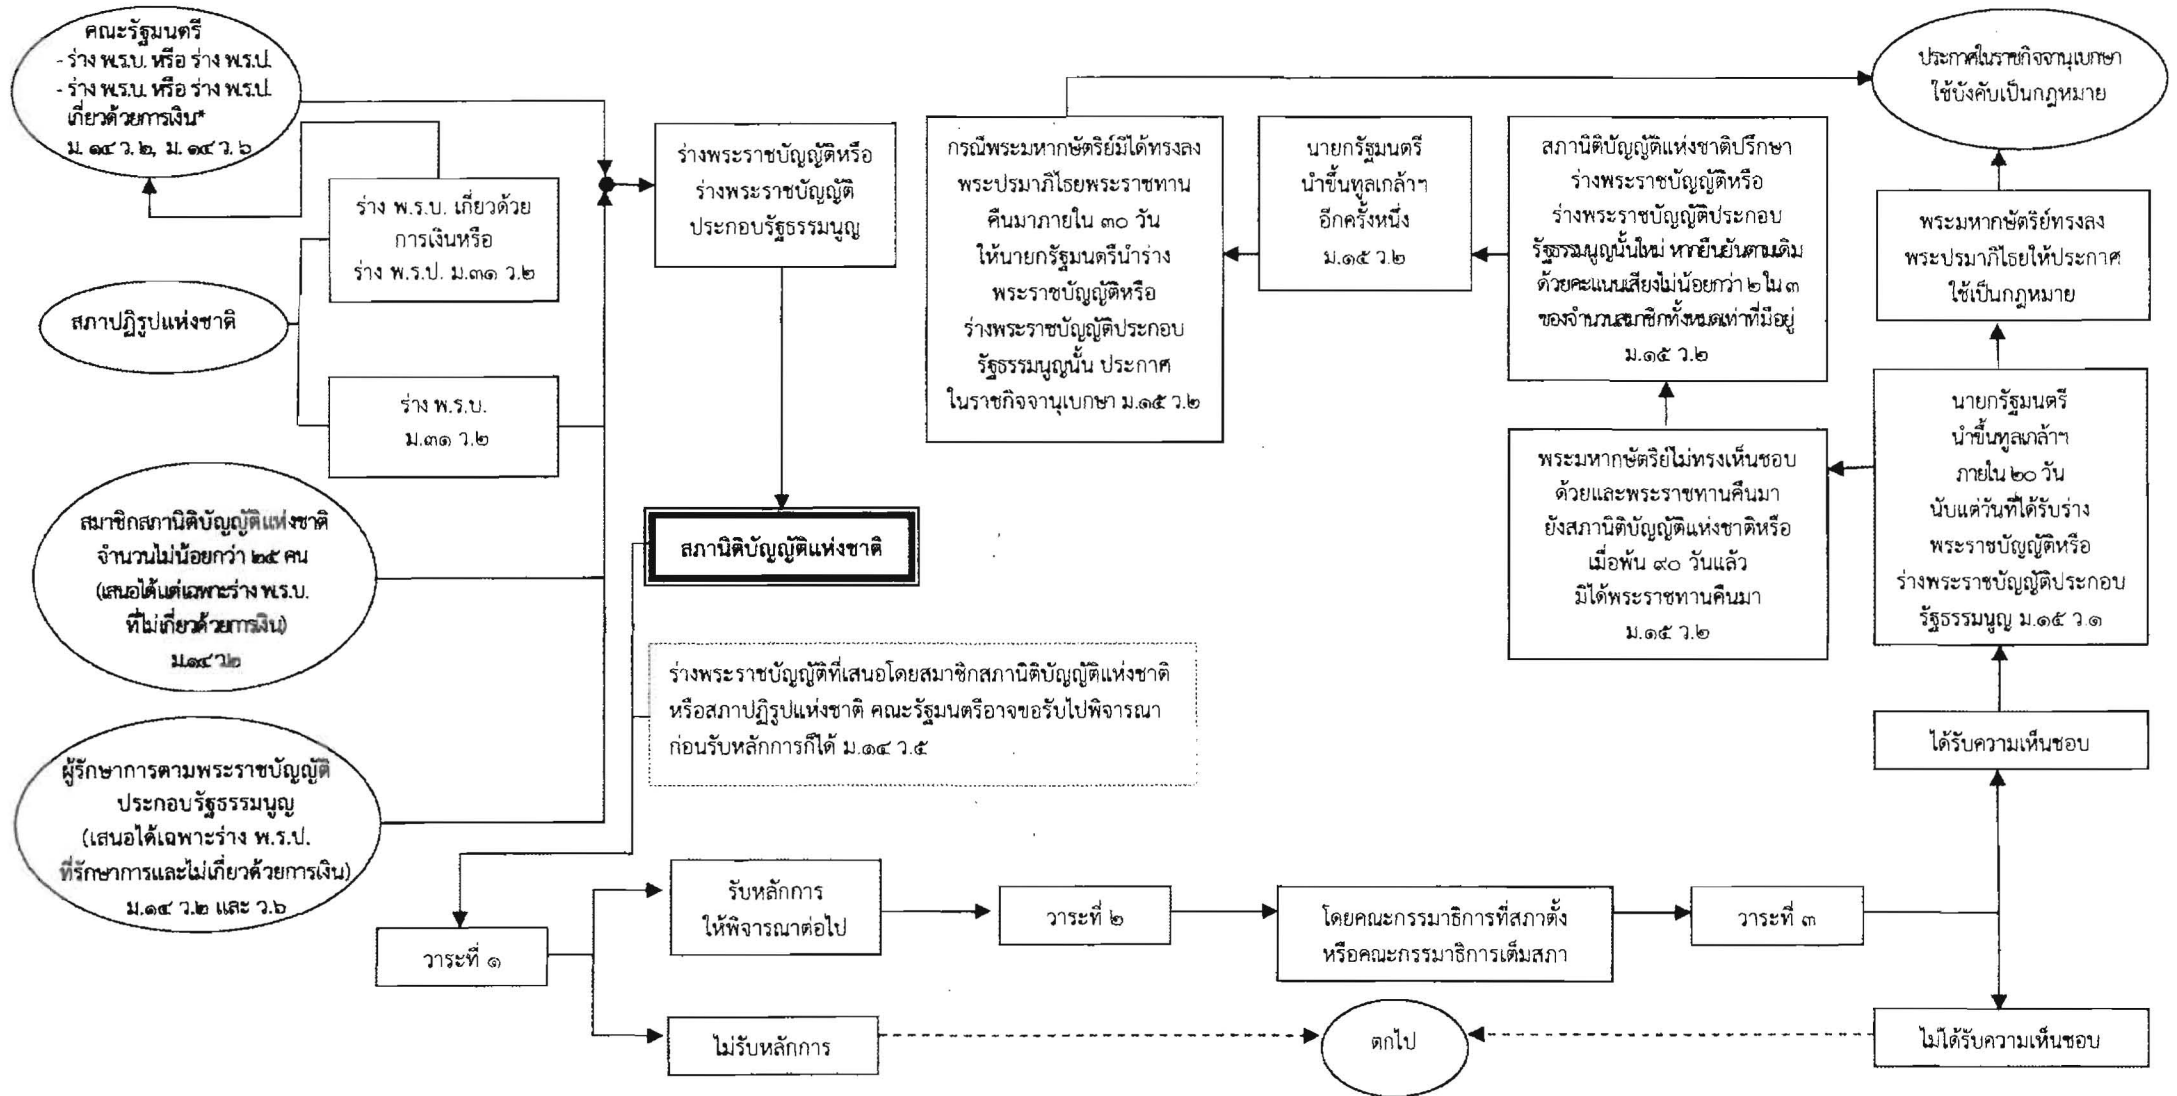 คณะรัฐมนตรี
- ร่าง พ.ร.บ. หรือ ร่าง พ.ร.ป.
- ร่าง พ.ร.บ. หรือ ร่าง พ.ร.ป.
เกี่ยวด้วยการเงิน*
ม. ๑๔ ว. ๒, ม. ๑๔ ว. ๖
ร่าง พ.ร.บ. เกี่ยวด้วย
การเงินหรือ
ร่าง พ.ร.ป. ม.๓๑ ว.๒
สภาปฏิรูปแห่งชาติ
ร่าง พ.ร.บ.
ม.๓๑ ว.๒
สมาชิกสภานิติบัญญัติแห่งชาติ
จำนวนไม่น้อยกว่า ๒๕ คน
(เสนอได้แต่เฉพาะร่าง พ.ร.บ.
ที่ไม่เกี่ยวด้วยการเงิน)
ม.๑๔ ว.๒
ผู้รักษาการตามพระราชบัญญัติ
ประกอบรัฐธรรมนูญ
(เสนอได้เฉพาะร่าง พ.ร.ป.
ที่รักษาการและไม่เกี่ยวด้วยการเงิน)
ม.๑๔ ว.๒ และ ว.๖
ร่างพระราชบัญญัติหรือ
ร่างพระราชบัญญัติ
ประกอบรัฐธรรมนูญ
สภานิติบัญญัติแห่งชาติ
ร่างพระราชบัญญัติที่เสนอโดยสมาชิกสภานิติบัญญัติแห่งชาติ
หรือสภาปฏิรูปแห่งชาติ คณะรัฐมนตรีอาจขอรับไปพิจารณา
ก่อนรับหลักการก็ได้ ม.๑๔ ว.๕
วาระที่ ๑
รับหลักการ
ให้พิจารณาต่อไป
ไม่รับหลักการ
วาระที่ ๒
โดยคณะกรรมาธิการที่สภาตั้ง
หรือคณะกรรมาธิการเต็มสภา
ตกไป
วาระที่ ๓
ไม่ได้รับความเห็นชอบ
ได้รับความเห็นชอบ
นายกรัฐมนตรี
นำขึ้นทูลเกล้าฯ
ภายใน ๒๐ วัน
นับแต่วันที่ได้รับร่าง
พระราชบัญญัติหรือ
ร่างพระราชบัญญัติประกอบ
รัฐธรรมนูญ ม.๑๕ ว.๑
พระมหากษัตริย์ทรงลง
พระปรมาภิไธยให้ประกาศ
ใช้เป็นกฎหมาย
ประกาศในราชกิจจานุเบกษา
ใช้บังคับเป็นกฎหมาย
พระมหากษัตริย์ไม่ทรงเห็นชอบ
ด้วยและพระราชทานคืนมา
ยังสภานิติบัญญัติแห่งชาติหรือ
เมื่อพ้น ๙๐ วันแล้ว
มิได้พระราชทานคืนมา
ม.๑๕ ว.๒
สภานิติบัญญัติแห่งชาติปรึกษา
ร่างพระราชบัญญัติหรือ
ร่างพระราชบัญญัติประกอบ
รัฐธรรมนูญนั้นใหม่ หากยืนยันตามเดิม
ด้วยคะแนนเสียงไม่น้อยกว่า ๒ ใน ๓
ของจำนวนสมาชิกทั้งหมดเท่าที่มีอยู่
ม.๑๕ ว.๒
นายกรัฐมนตรี
นำขึ้นทูลเกล้าฯ
อีกครั้งหนึ่ง
ม.๑๕ ว.๒
กรณีพระมหากษัตริย์มิได้ทรงลง
พระปรมาภิไธยพระราชทาน
คืนมาภายใน ๓๐ วัน
ให้นายกรัฐมนตรีนำร่าง
พระราชบัญญัติหรือ
ร่างพระราชบัญญัติประกอบ
รัฐธรรมนูญนั้น ประกาศ
ในราชกิจจานุเบกษา ม.๑๕ ว.๒